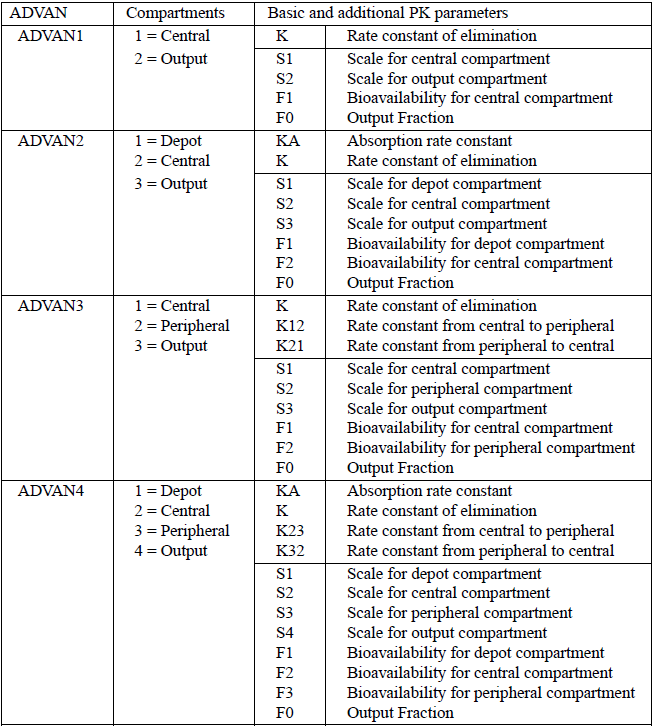 ADVAN Compartments Basic and additional PK parameters
ADVAN1 1 = Central K Rate constant of elimination
2 = Output S1 Scale for central compartment
S2 Scale for output compartment
F1 Bioavailability for central compartment
F0 Output Fraction
ADVAN2 1 = Depot KA Absorption rate constant
2 = Central K Rate constant of elimination
3 = Output S1 Scale for depot compartment
S2 Scale for central compartment
S3 Scale for output compartment
F1 Bioavailability for depot compartment
F2 Bioavailability for central compartment
F0 Output Fraction
ADVAN3 1 = Central K Rate constant of elimination
2 = Peripheral K12 Rate constant from central to peripheral
3 = Output K21 Rate constant from peripheral to central
S1 Scale for central compartment
S2 Scale for peripheral compartment
S3 Scale for output compartment
F1 Bioavailability for central compartment
F2 Bioavailability for peripheral compartment
F0 Output Fraction
ADVAN4 1 = Depot KA Absorption rate constant
2 = Central K Rate constant of elimination
3 = Peripheral K23 Rate constant from central to peripheral
4 = Output K32 Rate constant from peripheral to central
S1 Scale for depot compartment
S2 Scale for central compartment
S3 Scale for peripheral compartment
S4 Scale for output compartment
F1 Bioavailability for depot compartment
F2 Bioavailability for central compartment
F3 Bioavailability for peripheral compartment
F0 Output Fraction